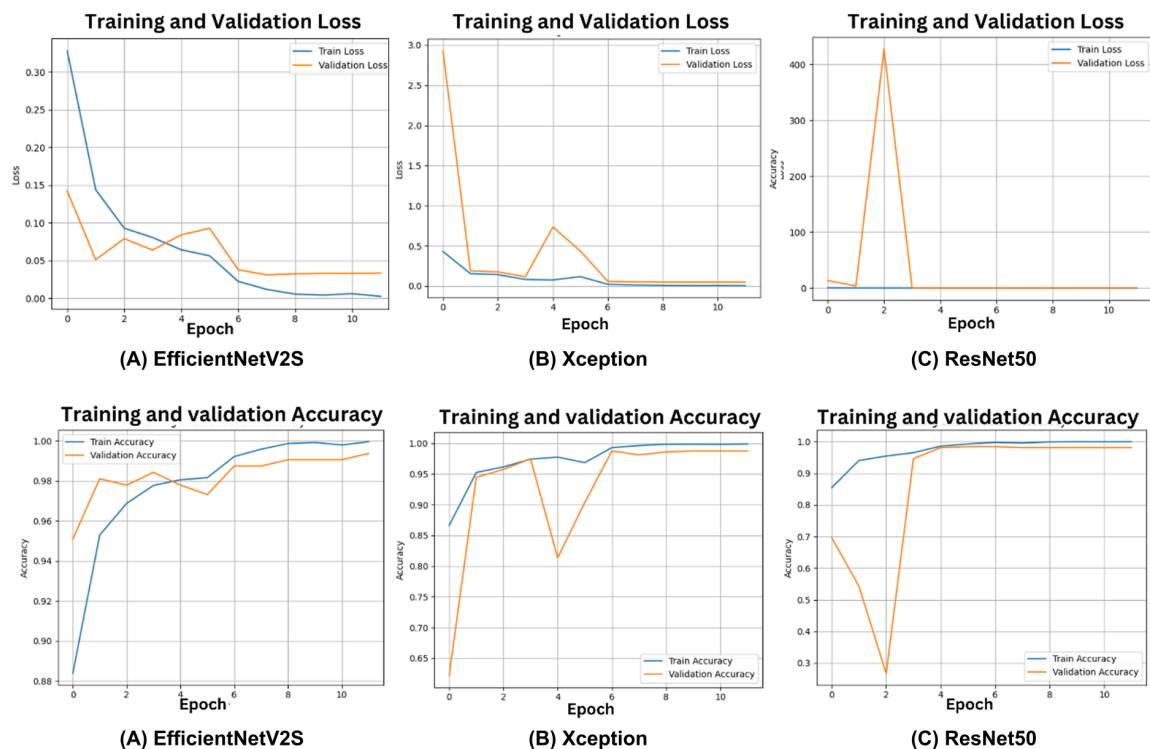 Training and Validation Loss
Train Loss
Validation Loss
0.30
0.25
0.20
0.15
0.10
0.05
0.00
Loss
0 2 4 6 8 10
Epoch
(A) EfficientNetV2S
Training and Validation Loss
Train Loss
Validation Loss
3.0
2.5
2.0
1.5
1.0
0.5
0.0
Loss
0 2 4 6 8 10
Epoch
(B) Xception
Training and Validation Loss
Train Loss
Validation Loss
400
300
200
100
0
Accuracy
0 2 4 6 8 10
Epoch
(C) ResNet50
Training and validation Accuracy
Train Accuracy
Validation Accuracy
1.00
0.98
0.96
0.94
0.92
0.90
0.88
Accuracy
0 2 4 6 8 10
Epoch
(A) EfficientNetV2S
Training and validation Accuracy
1.00
0.95
0.90
0.85
0.80
0.75
0.70
0.65
Accuracy
Train Accuracy
Validation Accuracy
0 2 4 6 8 10
Epoch
(B) Xception
Training and validation Accuracy
1.0
0.9
0.8
0.7
0.6
0.5
0.4
0.3
Accuracy
Train Accuracy
Validation Accuracy
0 2 4 6 8 10
Epoch
(C) ResNet50